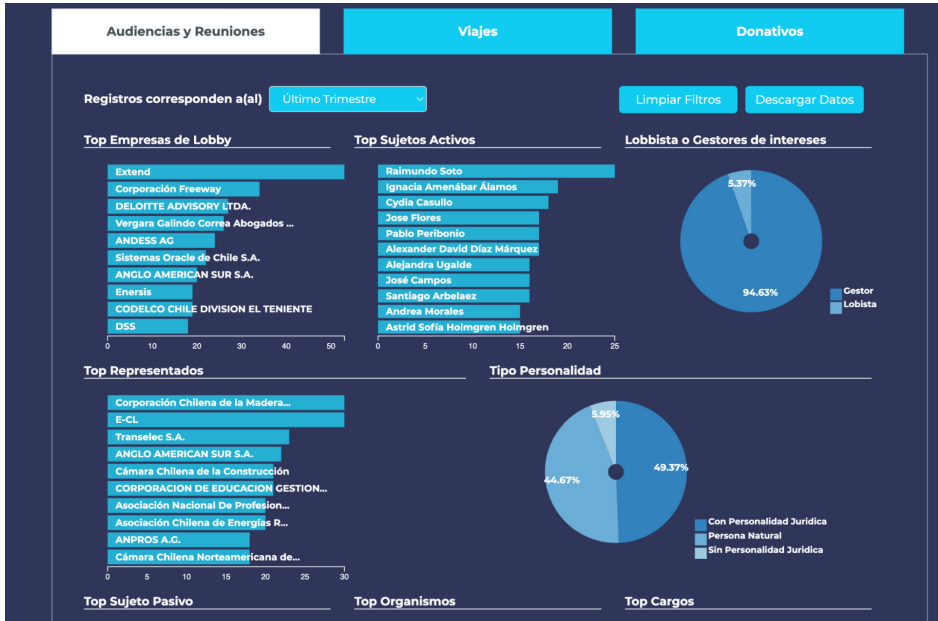 Audiencias y Reuniones
Viajes
Donativos
Registros corresponden a(al)
Último Trimestre
Limpiar Filtros
Descargar Datos
Top Empresas de Lobby
Extend
Corporación Freeway
DELOITTE ADVISORY LTDA.
Vergara Galindo Correa Abogados ...
ANDESS AG
Sistemas Oracle de Chile S.A.
ANGLO AMERICAN SUR S.A.
Enersis
CODELCO CHILE DIVISION EL TENIENTE
DSS
0 10 20 30 40 50
Top Sujetos Activos
Raimundo Soto
Ignacia Amenábar Álamos
Cydia Casullo
Jose Flores
Pablo Peribonio
Alexander David Díaz Márquez
Alejandra Ugalde
José Campos
Santiago Arbelaez
Andrea Morales
Astrid Sofía Holmgren Holmgren
0 5 10 15 20 25
Lobbista o Gestores de intereses
5.37%
94.63%
Gestor
Lobista
Top Representados
Corporación Chilena de la Madera...
E-CL
Transelec S.A.
ANGLO AMERICAN SUR S.A.
Cámara Chilena de la Construcción
CORPORACION DE EDUCACION GESTION...
Asociación Nacional De Profesion...
Asociación Chilena de Energías R...
ANPROS A.G.
Cámara Chilena Norteamericana de...
0 5 10 15 20 25 30
Tipo Personalidad
5.95%
49.37%
44.67%
Con Personalidad Juridica
Persona Natural
Sin Personalidad Juridica
Top Sujeto Pasivo
Top Organismos
Top Cargos